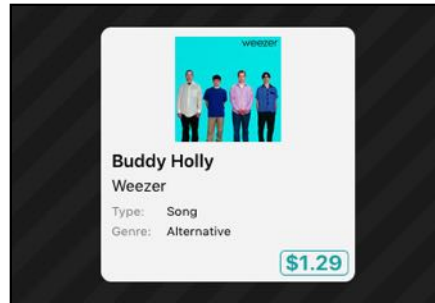 weezer
Buddy Holly
Weezer
Type: Song
Genre: Alternative
$1.29